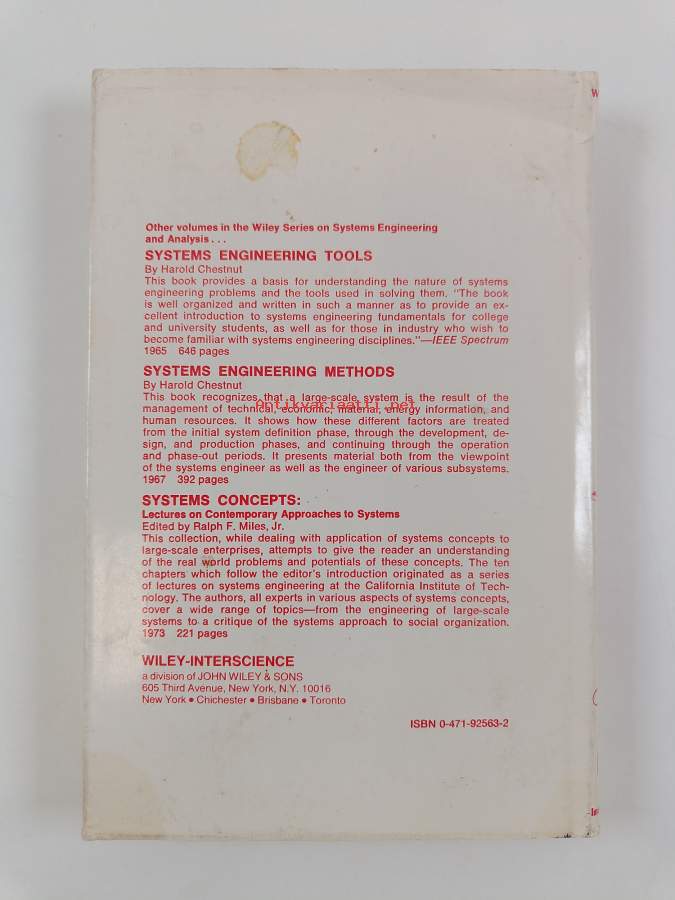 Other volumes in the Wiley Series on Systems Engineering
and Analysis . . .
SYSTEMS ENGINEERING TOOLS
By Harold Chestnut
This book provides a basis for understanding the nature of systems
engineering problems and the tools used in solving them. "The book
is well organized and written in such a manner as to provide an ex-
cellent introduction to systems engineering fundamentals for college
and university students, as well as for those in industry who wish to
become familiar with systems engineering disciplines."—IEEE Spectrum
1965 646 pages
SYSTEMS ENGINEERING METHODS
By Harold Chestnut
This book recognizes that a large-scale system is the result of the
management of technical, economic, material, energy information, and
human resources. It shows how these different factors are treated
from the initial system definition phase, through the development, de-
sign, and production phases, and continuing through the operation
and phase-out periods. It presents material both from the viewpoint
of the systems engineer as well as the engineer of various subsystems.
1967 392 pages
Antikvariaatti.net
SYSTEMS CONCEPTS:
Lectures on Contemporary Approaches to Systems
Edited by Ralph F. Miles, Jr.
This collection, while dealing with application of systems concepts to
large-scale enterprises, attempts to give the reader an understanding
of the real world problems and potentials of these concepts. The ten
chapters which follow the editor's introduction originated as a series
of lectures on systems engineering at the California Institute of Tech-
nology. The authors, all experts in various aspects of systems concepts,
cover a wide range of topics—from the engineering of large-scale
systems to a critique of the systems approach to social organization.
1973 221 pages
WILEY-INTERSCIENCE
a division of JOHN WILEY & SONS
605 Third Avenue, New York, N.Y. 10016
New York • Chichester • Brisbane • Toronto
ISBN 0-471-92563-2